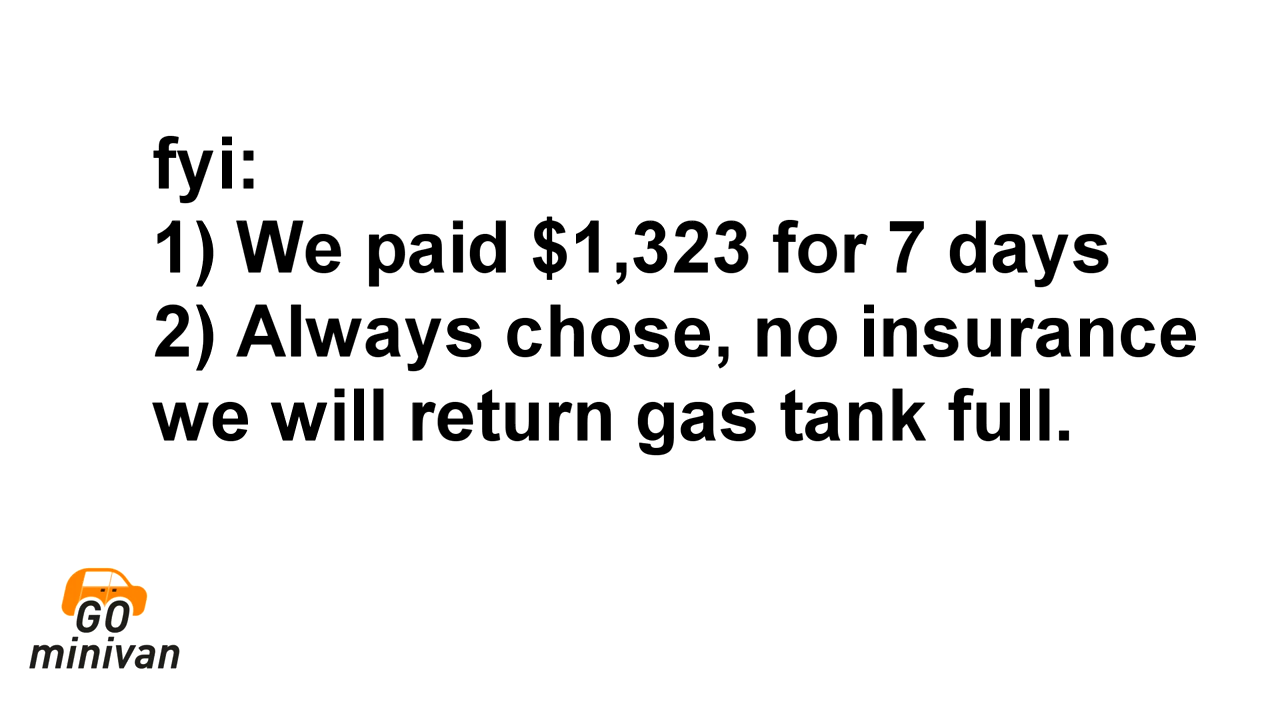 fyi:
1) We paid $1,323 for 7 days
2) Always chose, no insurance
we will return gas tank full.
GO
minivan